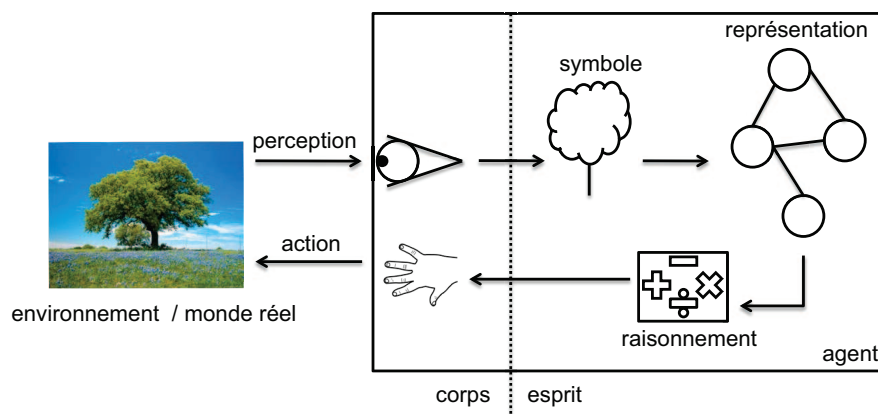 représentation
symbole
perception
action
environnement / monde réel
raisonnement
agent
corps
esprit